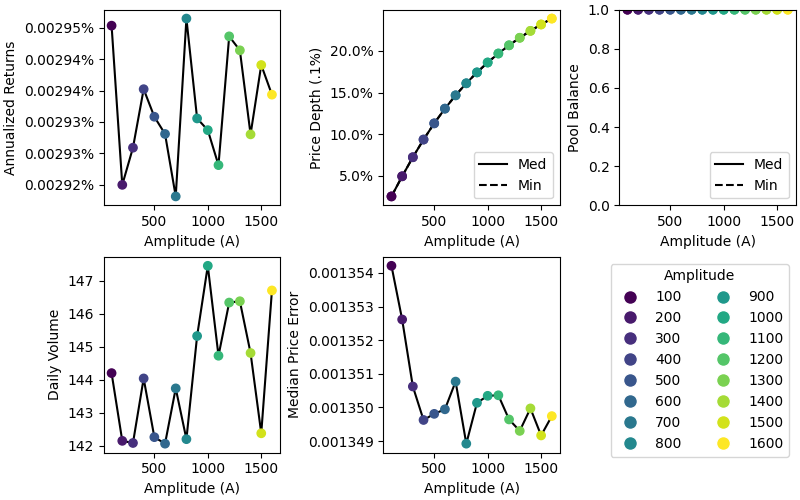 Annualized Returns
0.00295%
0.00294%
0.00294%
0.00293%
0.00293%
0.00292%
500 1000 1500
Amplitude (A)
Price Depth (.1%)
20.0%
15.0%
10.0%
5.0%
Med
Min
500 1000 1500
Amplitude (A)
Pool Balance
1.0
0.8
0.6
0.4
0.2
0.0
Med
Min
500 1000 1500
Amplitude (A)
Daily Volume
147
146
145
144
143
142
500 1000 1500
Amplitude (A)
Median Price Error
0.001354
0.001353
0.001352
0.001351
0.001350
0.001349
500 1000 1500
Amplitude (A)
Amplitude
100 900
200 1000
300 1100
400 1200
500 1300
600 1400
700 1500
800 1600